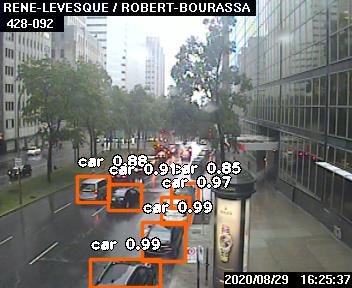 RENE-LEVESQUE / ROBERT-BOURASSA
428-092
car 0.88
car 0.91
car 0.85
car 0.97
car 0.99
car 0.99
2020/08/29 16:25:37